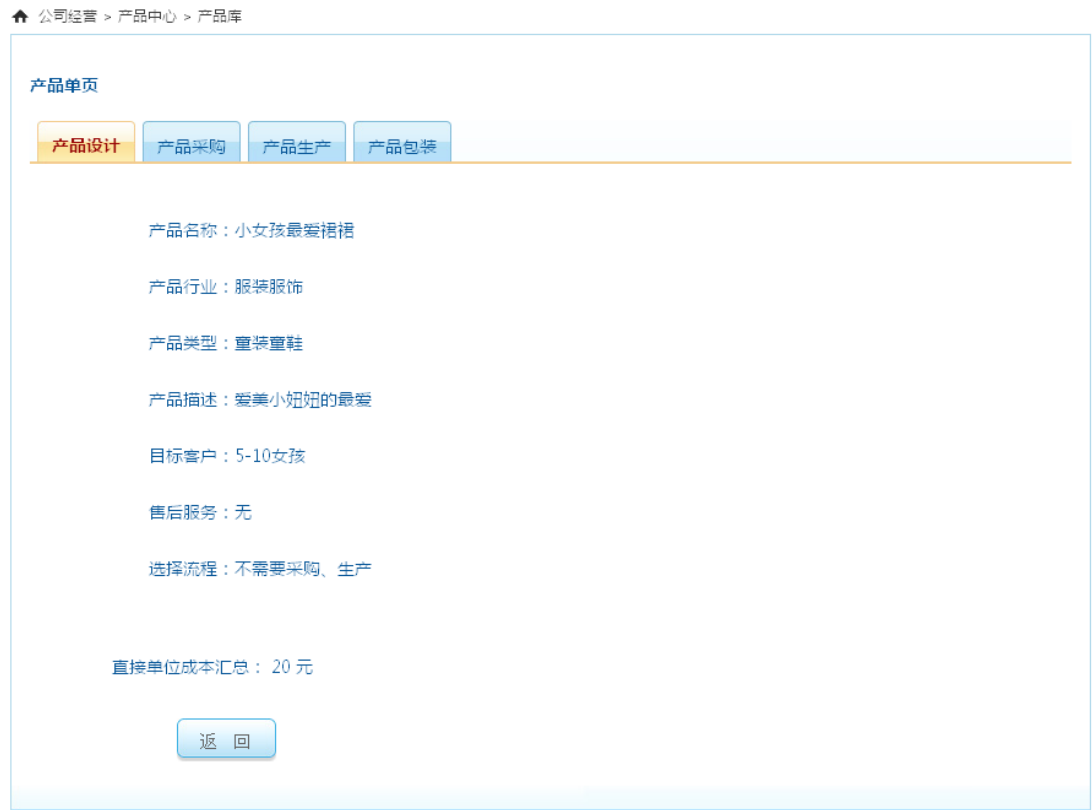 公司经营 > 产品中心 > 产品库
产品单页
产品设计 产品采购 产品生产 产品包装
产品名称：小女孩最爱裙裙
产品行业：服装服饰
产品类型：童装童鞋
产品描述：爱美小妞妞的最爱
目标客户：5-10女孩
售后服务：无
选择流程：不需要采购、生产
直接单位成本汇总： 20 元
返 回